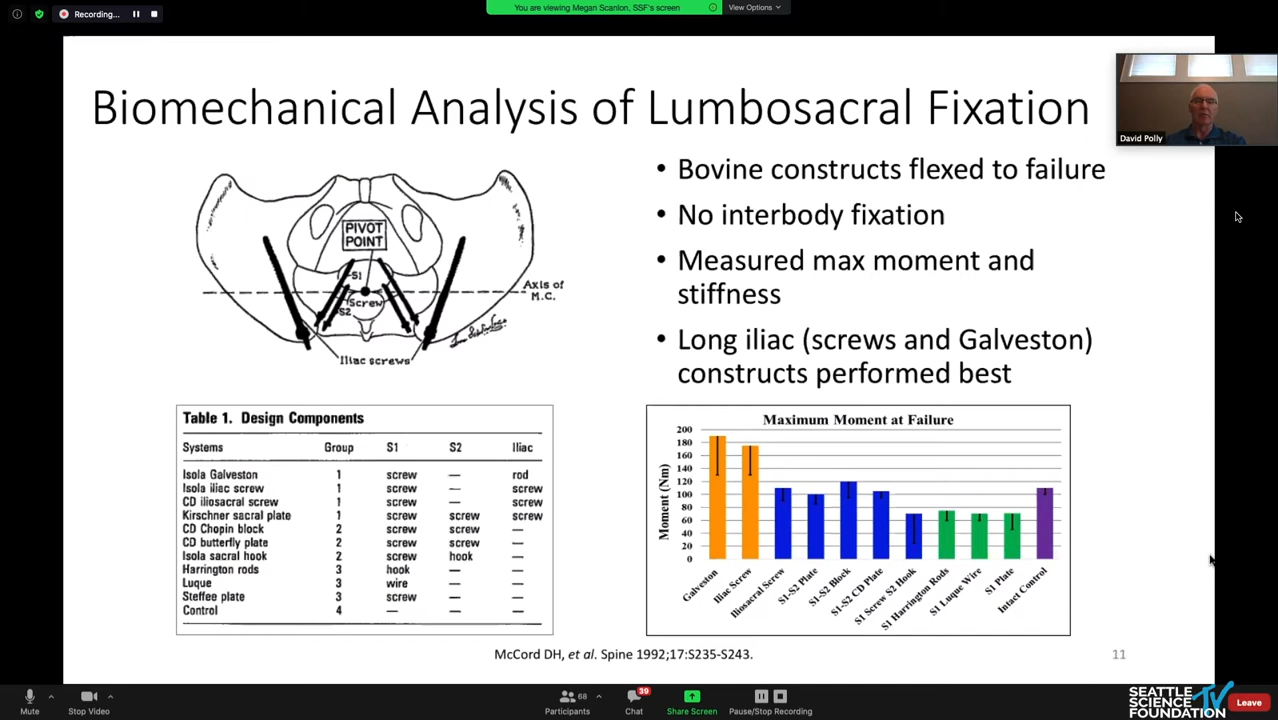 Recording...
You are viewing Megan Scanlon, SSF's screen
View Options
Biomechanical Analysis of Lumbosacral Fixation
David Polly
PIVOT
POINT
S1
Screw
S2
Axis of
M.C.
Iliac screws
• Bovine constructs flexed to failure
• No interbody fixation
• Measured max moment and
stiffness
• Long iliac (screws and Galveston)
constructs performed best
Table 1. Design Components
Systems Group S1 S2 Iliac
Isola Galveston 1 screw — rod
Isola iliac screw 1 screw — screw
CD iliosacral screw 1 screw — screw
Kirschner sacral plate 1 screw screw screw
CD Chopin block 2 screw screw —
CD butterfly plate 2 screw screw —
Isola sacral hook 2 screw hook —
Harrington rods 3 hook — —
Luque 3 wire — —
Steffee plate 3 screw — —
Control 4 — — —
Maximum Moment at Failure
Moment (Nm)
200
180
160
140
120
100
80
60
40
20
0
Galveston
Iliac Screw
Iliosacral Screw
S1-S2 Plate
S1-S2 Block
S1-S2 CD Plate
S1 Screw S2 Hook
S1 Harrington Rods
S1 Luque Wire
S1 Plate
Intact Control
McCord DH, et al. Spine 1992;17:S235-S243.
11
Mute
Stop Video
68
Participants
39
Chat
Share Screen
Pause/Stop Recording
SEATTLE
SCIENCE
FOUNDATION
TV
Leave